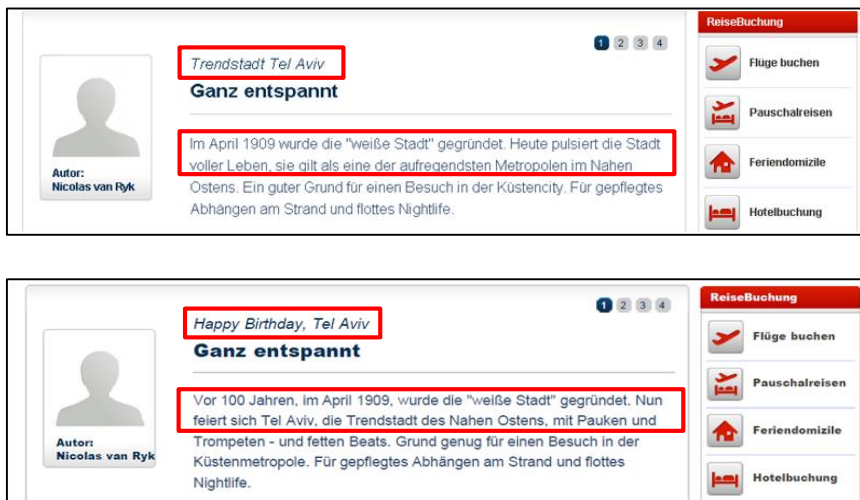 ReiseBuchung
1 2 3 4
Trendstadt Tel Aviv
Ganz entspannt
Flüge buchen
Pauschalreisen
Im April 1909 wurde die "weiße Stadt" gegründet. Heute pulsiert die Stadt
voller Leben, sie gilt als eine der aufregendsten Metropolen im Nahen
Ostens. Ein guter Grund für einen Besuch in der Küstencity. Für gepflegtes
Abhängen am Strand und flottes Nightlife.
Autor:
Nicolas van Ryk
Feriendomizile
Hotelbuchung
ReiseBuchung
1 2 3 4
Happy Birthday, Tel Aviv
Ganz entspannt
Flüge buchen
Pauschalreisen
Vor 100 Jahren, im April 1909, wurde die "weiße Stadt" gegründet. Nun
feiert sich Tel Aviv, die Trendstadt des Nahen Ostens, mit Pauken und
Trompeten - und fetten Beats. Grund genug für einen Besuch in der
Küstenmetropole. Für gepflegtes Abhängen am Strand und flottes
Nightlife.
Autor:
Nicolas van Ryk
Feriendomizile
Hotelbuchung